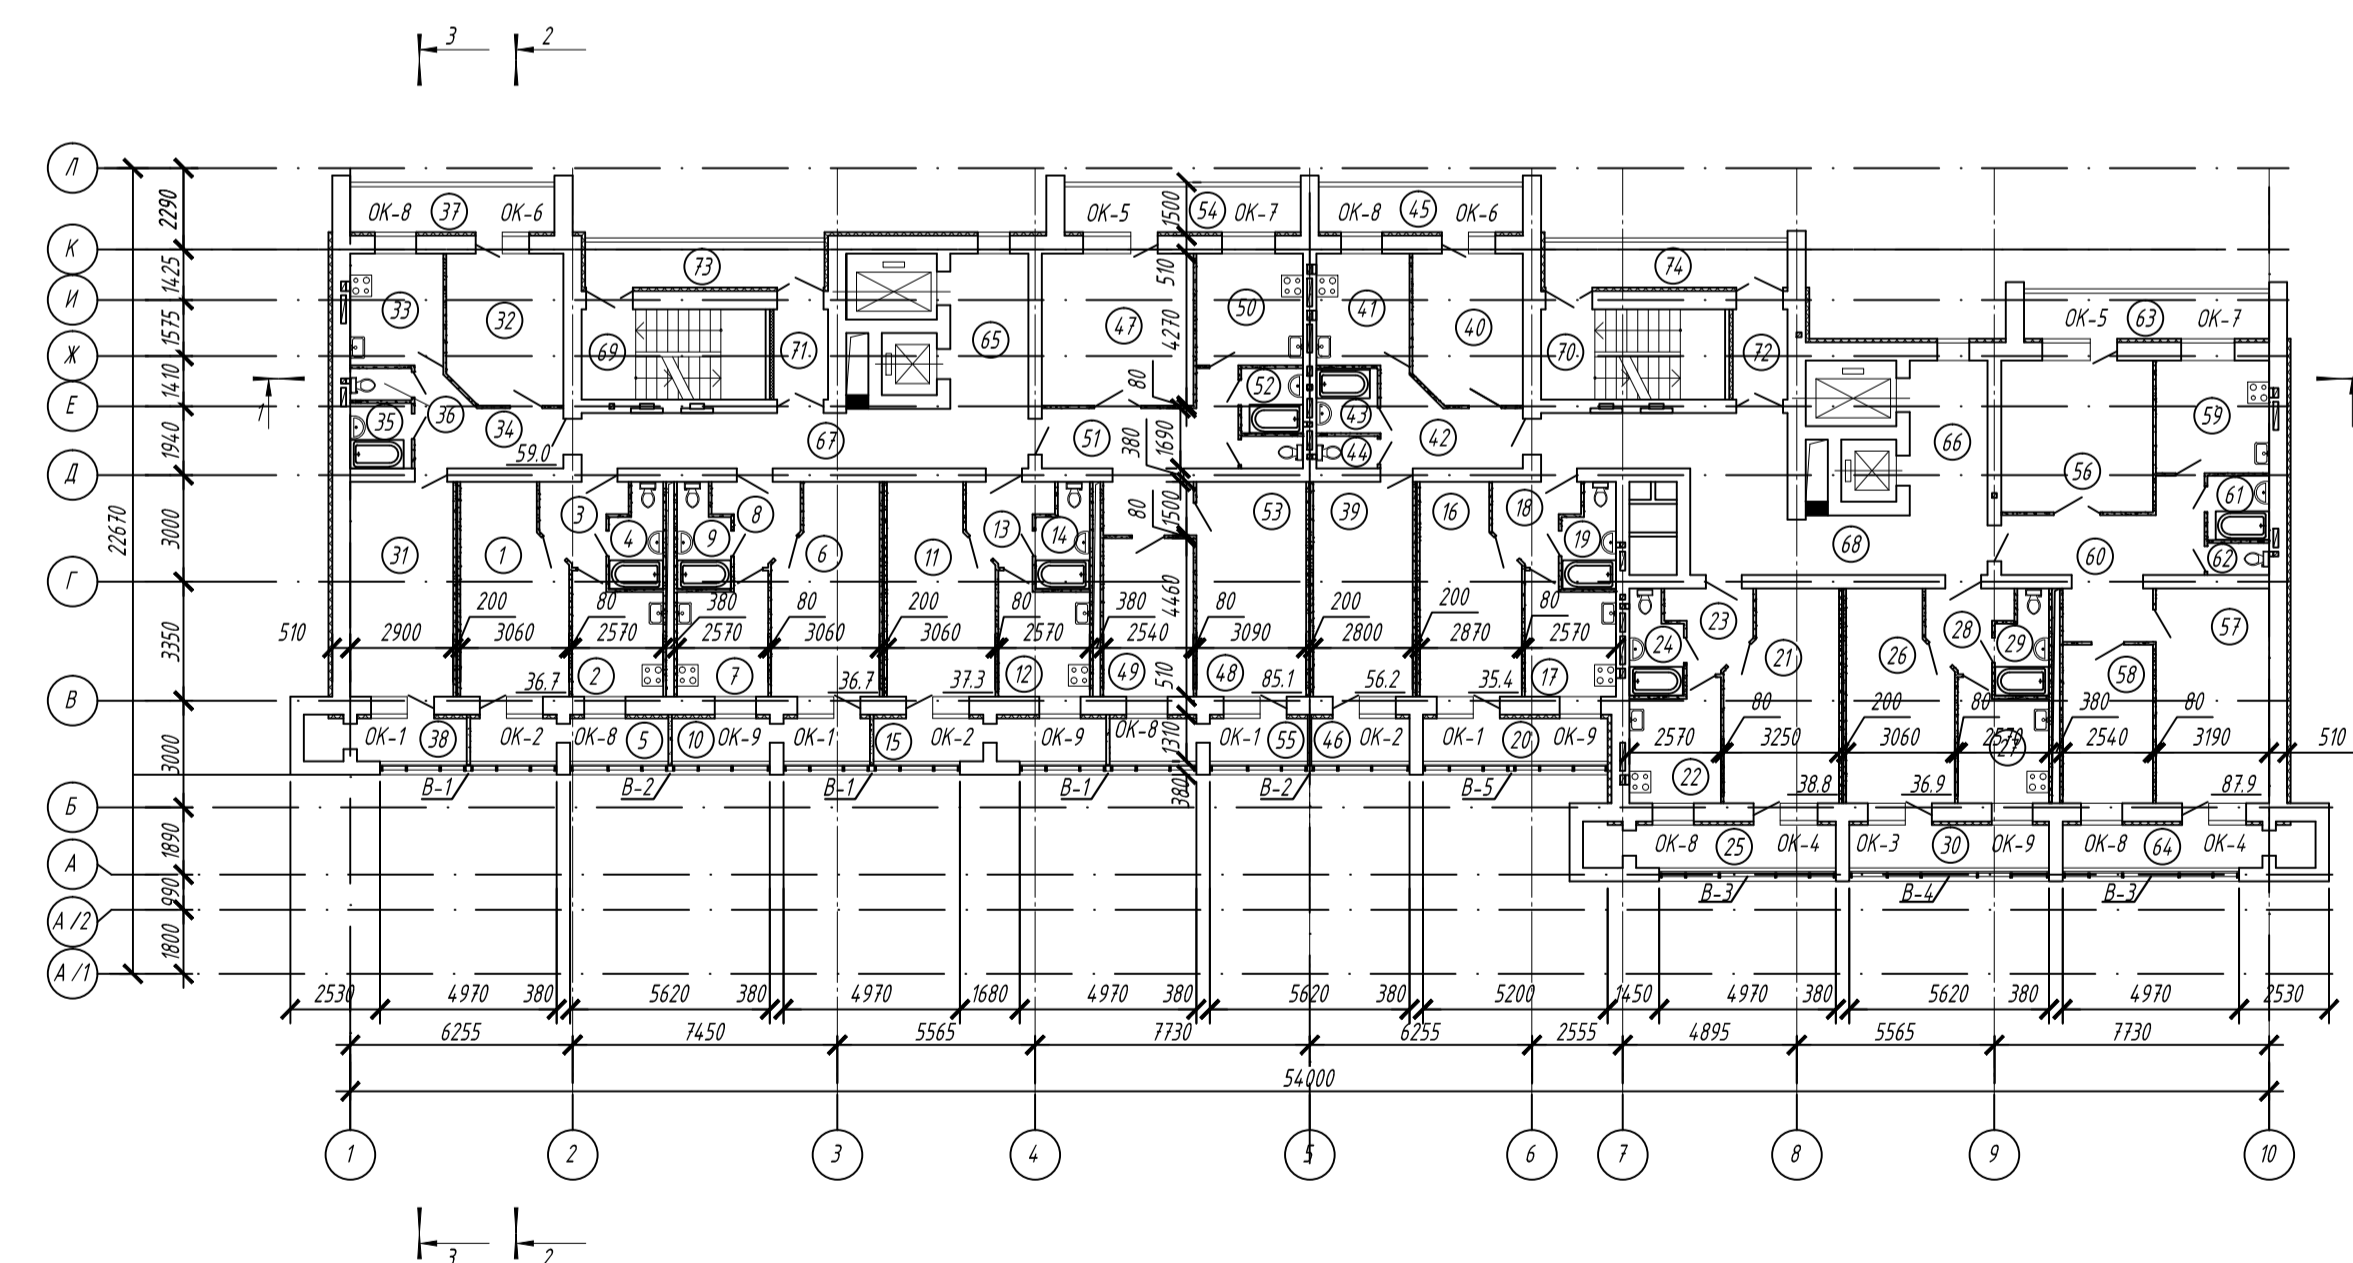 3 2
Л
2290
ОК-8 37 ОК-6
ОК-5 1500 54 ОК-7 ОК-8 45 ОК-6
К
1425 73 510 74
И
33 32 50 41 40
ОК-5 63 ОК-7
1575 69 71 65 47 4270 70 72
Ж
1410 80 52 43
Е
35 36 34 67 51 380 1690 42 44 66 56 59
1940 59.0
Д
22670
3000
3 4 9 8 13 14 80 1500 53 39 16 18 19 61
31 1 6 11 68 60 62
Г
200 80 380 80 200 80 380 4460 80 200 200 80
23 24 28 29 57
510 2900 3060 2570 2570 3060 3060 2570 2540 3090 2800 2870 2570
3350
2 7 12 49 510 48 17 21 26 58
36.7 36.7 37.3 85.1 56.2 35.4
В
80 200 80 380 80
ОК-1 38 ОК-2 ОК-8 5 10 ОК-9 ОК-1 15 ОК-2 ОК-9 ОК-8 1310 ОК-1 55 46 ОК-2 ОК-1 20 ОК-9
2570 3250 3060 2570 27 2540 3190 510
3000
В-1 В-2 В-1 В-1 380 В-2 В-5
22 38.8 36.9 87.9
Б
1890
ОК-8 25 ОК-4 ОК-3 30 ОК-9 ОК-8 64 ОК-4
А
990 В-3 В-4 В-3
А/2
1800
А/1
2530 4970 380 5620 380 4970 1680 4970 380 5620 380 5200 1450 4970 380 5620 380 4970 2530
6255 7450 5565 7730 6255 2555 4895 5565 7730
54000
1 2 3 4 5 6 7 8 9 10
1
3 2